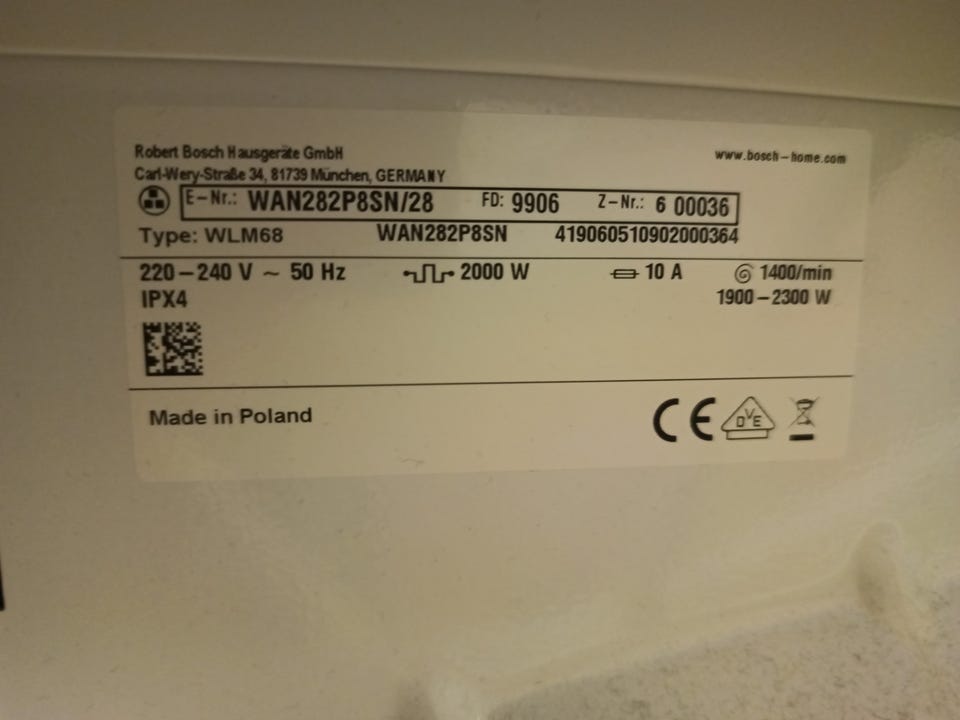 Robert Bosch Hausgeräte GmbH
www.bosch-home.com
Carl-Wery-Straße 34, 81739 München, GERMANY
E-Nr.: WAN282P8SN/28 FD: 9906 Z-Nr.: 6 00036
Type: WLM68 WAN282P8SN 419060510902000364
220-240 V ~ 50 Hz 2000 W 10 A 1400/min
IPX4 1900-2300 W
Made in Poland CE DVE